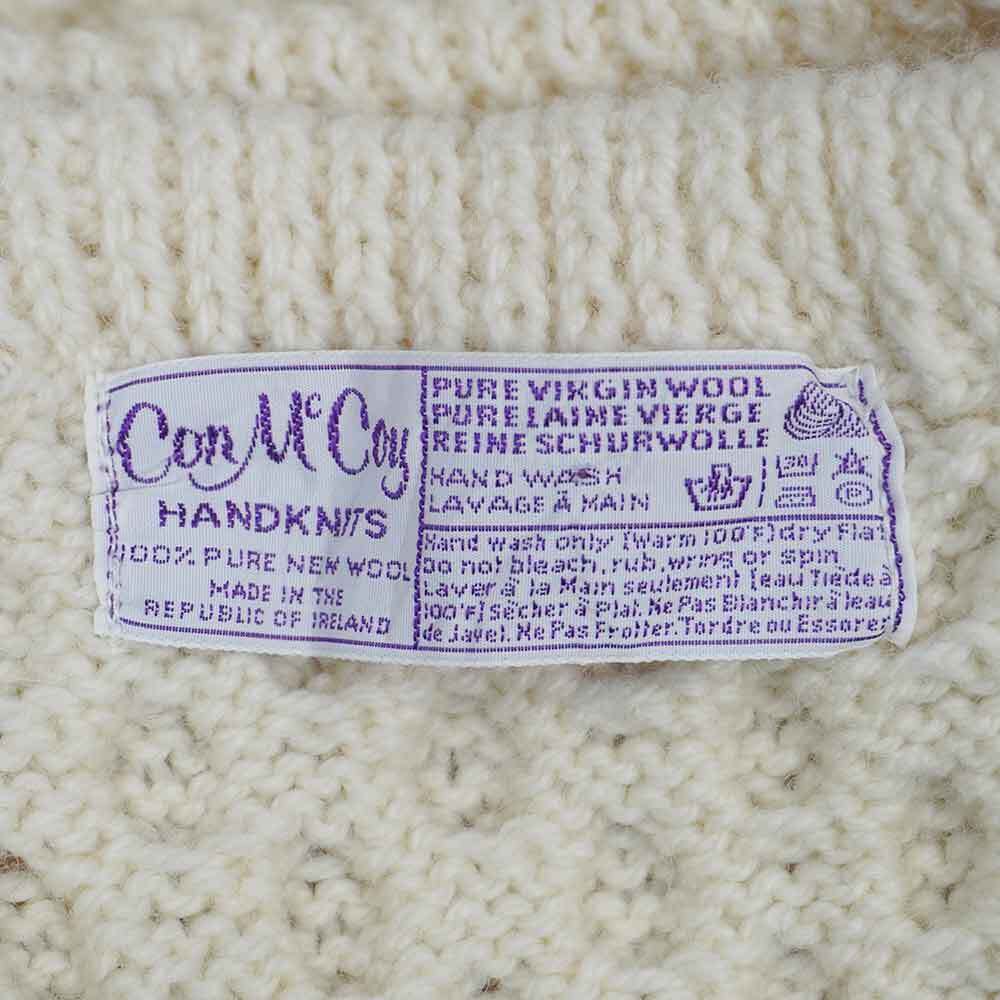 Con McCoy
HANDKNITS
100% PURE NEW WOOL
MADE IN THE
REPUBLIC OF IRELAND
PURE VIRGIN WOOL
PURE LAINE VIERGE
REINE SCHURWOLLE
HAND WASH
LAVAGE À MAIN
30
Hand wash only [Warm 100°F] dry Flat
Do not bleach, rub, wring or spin
Laver à la Main seulement [eau Tiède à
100°F] Sécher à Plat. Ne Pas Blanchir à leau
de Javel. Ne Pas Frotter. Tordre ou Essorer